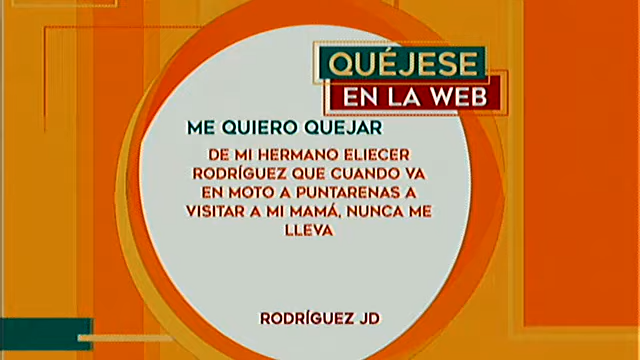 QUÉJESE
EN LA WEB
ME QUIERO QUEJAR
DE MI HERMANO ELIECER
RODRÍGUEZ QUE CUANDO VA
EN MOTO A PUNTARENAS A
VISITAR A MI MAMÁ, NUNCA ME
LLEVA
RODRÍGUEZ JD